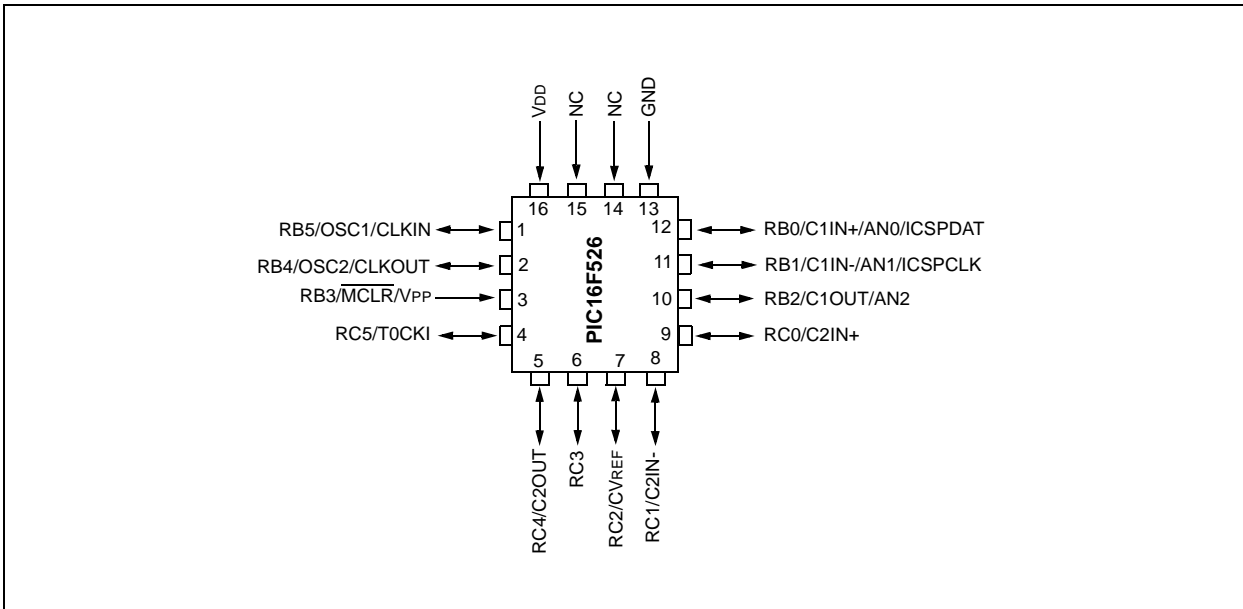 VDD
NC
NC
GND
16
15
14
13
RB5/OSC1/CLKIN
1
12
RB0/C1IN+/AN0/ICSPDAT
RB4/OSC2/CLKOUT
2
11
RB1/C1IN-/AN1/ICSPCLK
RB3/MCLR/VPP
3
10
RB2/C1OUT/AN2
RC5/T0CKI
4
9
RC0/C2IN+
PIC16F526
5
6
7
8
RC4/C2OUT
RC3
RC2/CVREF
RC1/C2IN-